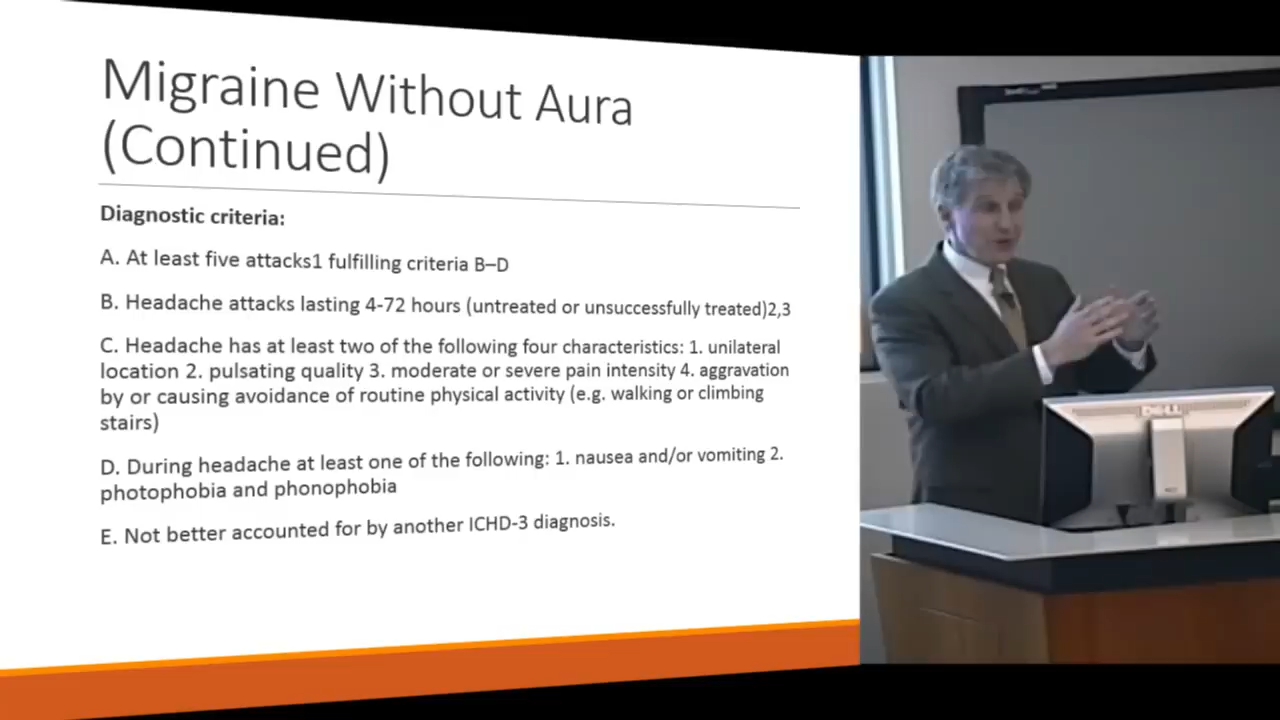 Migraine Without Aura
(Continued)
Diagnostic criteria:
A. At least five attacks1 fulfilling criteria B–D
B. Headache attacks lasting 4-72 hours (untreated or unsuccessfully treated)2,3
C. Headache has at least two of the following four characteristics: 1. unilateral
location 2. pulsating quality 3. moderate or severe pain intensity 4. aggravation
by or causing avoidance of routine physical activity (e.g. walking or climbing
stairs)
D. During headache at least one of the following: 1. nausea and/or vomiting 2.
photophobia and phonophobia
E. Not better accounted for by another ICHD-3 diagnosis.
DELL